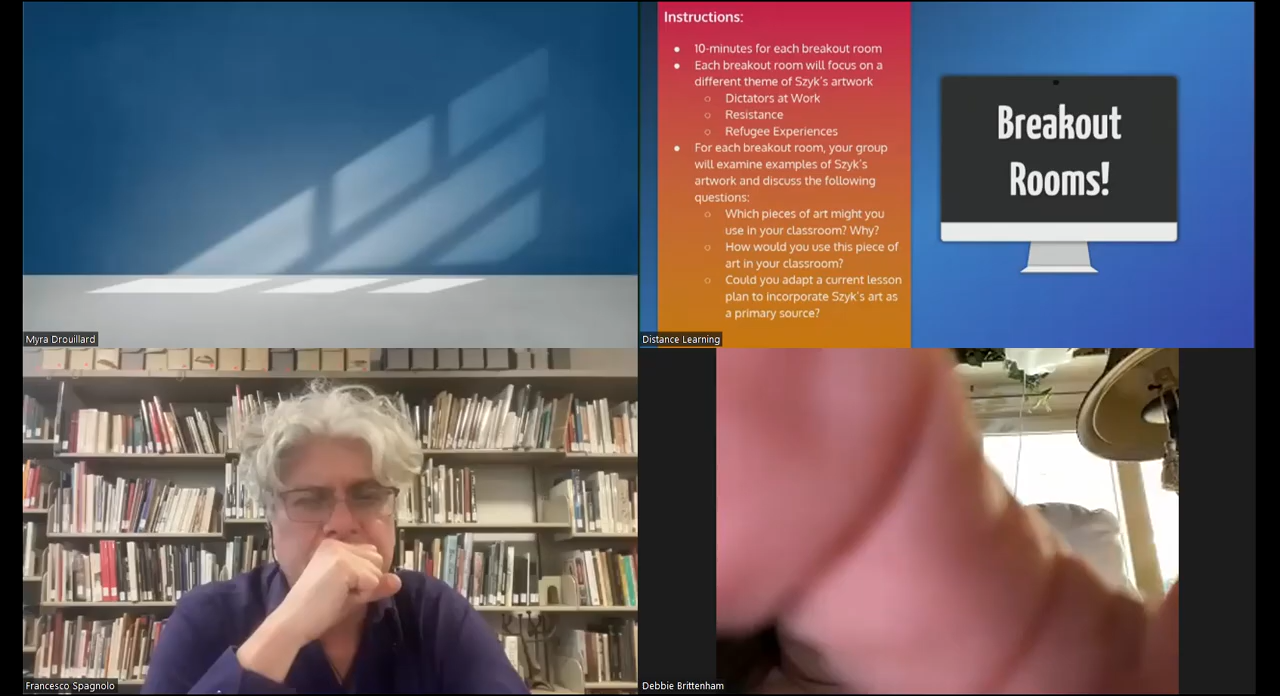 Instructions:
● 10-minutes for each breakout room
● Each breakout room will focus on a
different theme of Szyk's artwork
○ Dictators at Work
○ Resistance
○ Refugee Experiences
● For each breakout room, your group
will examine examples of Szyk's
artwork and discuss the following
questions:
○ Which pieces of art might you
use in your classroom? Why?
○ How would you use this piece of
art in your classroom?
○ Could you adapt a current lesson
plan to incorporate Szyk's art as
a primary source?
Breakout
Rooms!
Myra Drouillard
Distance Learning
Francesco Spagnolo
Debbie Brittenham